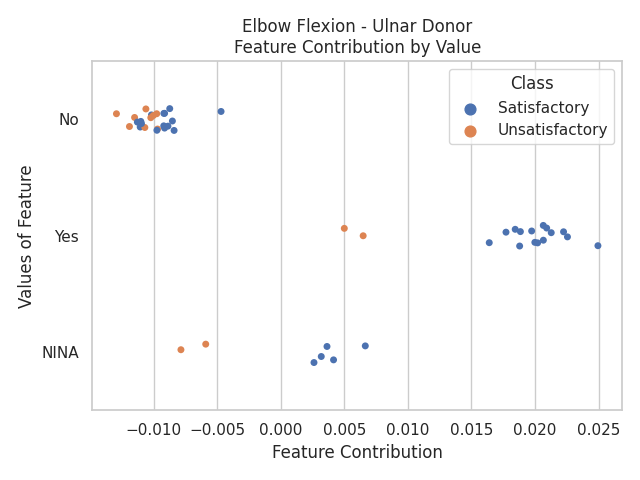 Elbow Flexion - Ulnar Donor
Feature Contribution by Value
Class
Satisfactory
Unsatisfactory
Values of Feature
No
Yes
NINA
−0.010 −0.005 0.000 0.005 0.010 0.015 0.020 0.025
Feature Contribution